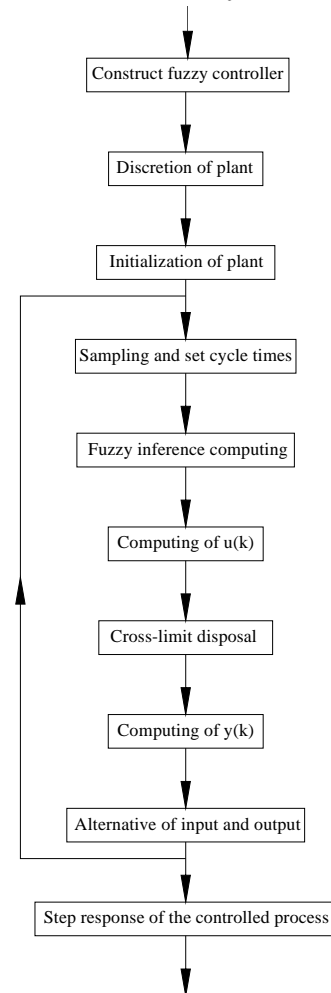 Construct fuzzy controller
Discretion of plant
Initialization of plant
Sampling and set cycle times
Fuzzy inference computing
Computing of u(k)
Cross-limit disposal
Computing of y(k)
Alternative of input and output
Step response of the controlled process